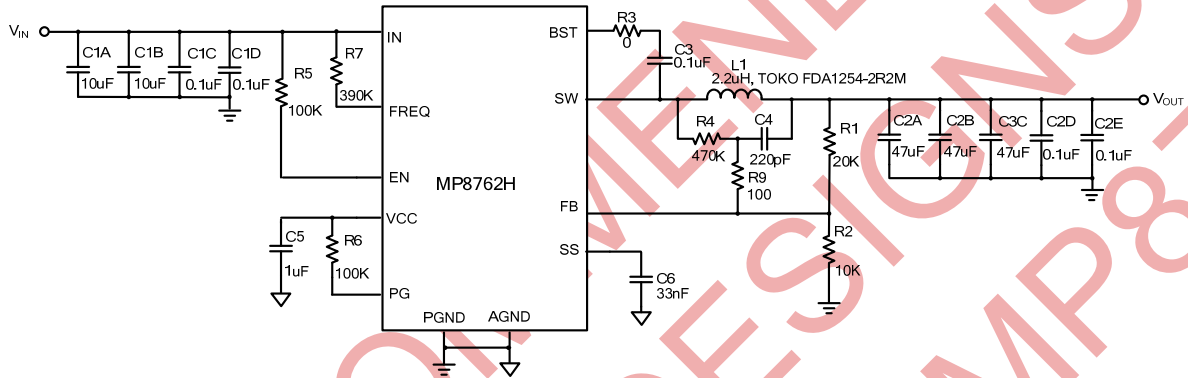 VIN
C1A
10uF
C1B
10uF
C1C
0.1uF
C1D
0.1uF
R5
100K
R7
390K
IN
FREQ
EN
VCC
PG
C5
1uF
R6
100K
MP8762H
PGND
AGND
BST
SW
FB
SS
R3
0
C3
0.1uF
L1
2.2uH, TOKO FDA1254-2R2M
R4
470K
C4
220pF
R9
100
R1
20K
R2
10K
C6
33nF
C2A
47uF
C2B
47uF
C3C
47uF
C2D
0.1uF
C2E
0.1uF
VOUT
OMMEN
DESIGNS
MP8-